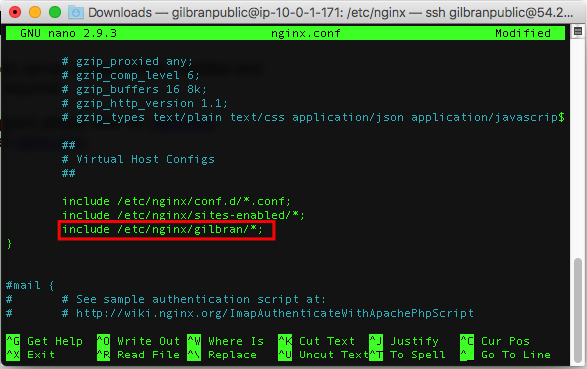 Downloads — gilbranpublic@ip-10-0-1-171: /etc/nginx — ssh gilbranpublic@54.2...
GNU nano 2.9.3 nginx.conf Modified
# gzip_proxied any;
# gzip_comp_level 6;
# gzip_buffers 16 8k;
# gzip_http_version 1.1;
# gzip_types text/plain text/css application/json application/javascrip$
##
# Virtual Host Configs
##
include /etc/nginx/conf.d/*.conf;
include /etc/nginx/sites-enabled/*;
include /etc/nginx/gilbran/*;
}
#mail {
# # See sample authentication script at:
# # http://wiki.nginx.org/ImapAuthenticateWithApachePhpScript
^G Get Help ^O Write Out ^W Where Is ^K Cut Text ^J Justify ^C Cur Pos
^X Exit ^R Read File ^\ Replace ^U Uncut Text ^T To Spell ^_ Go To Line